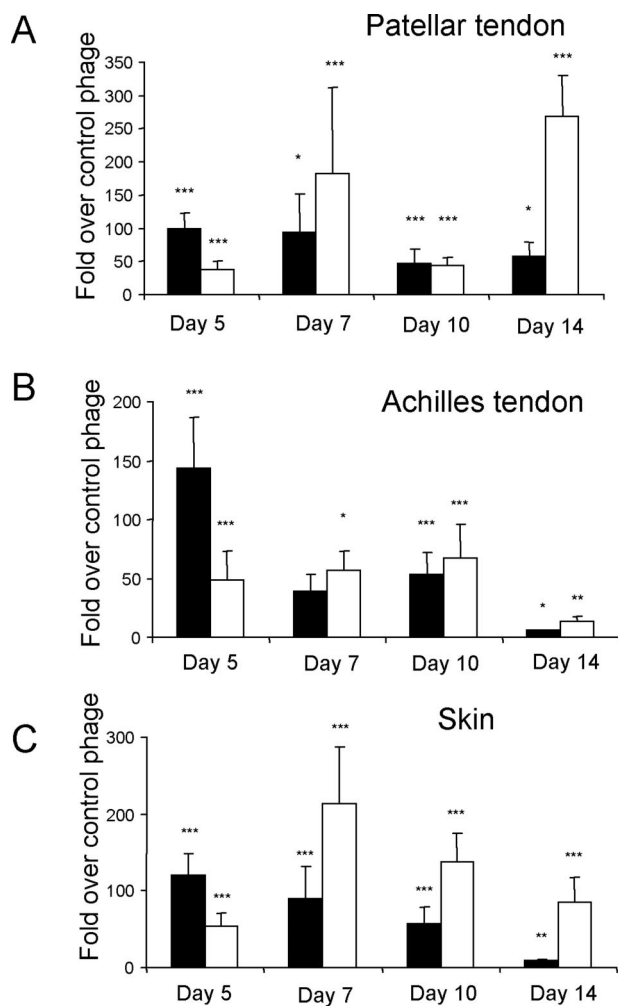 A
Patellar tendon
Fold over control phage
350
300
250
200
150
100
50
0
***
***
*
***
***
***
*
***
Day 5
Day 7
Day 10
Day 14
B
Achilles tendon
Fold over control phage
200
150
100
50
0
***
***
*
***
***
*
**
Day 5
Day 7
Day 10
Day 14
C
Skin
Fold over control phage
300
200
100
0
***
***
***
***
***
***
**
***
Day 5
Day 7
Day 10
Day 14